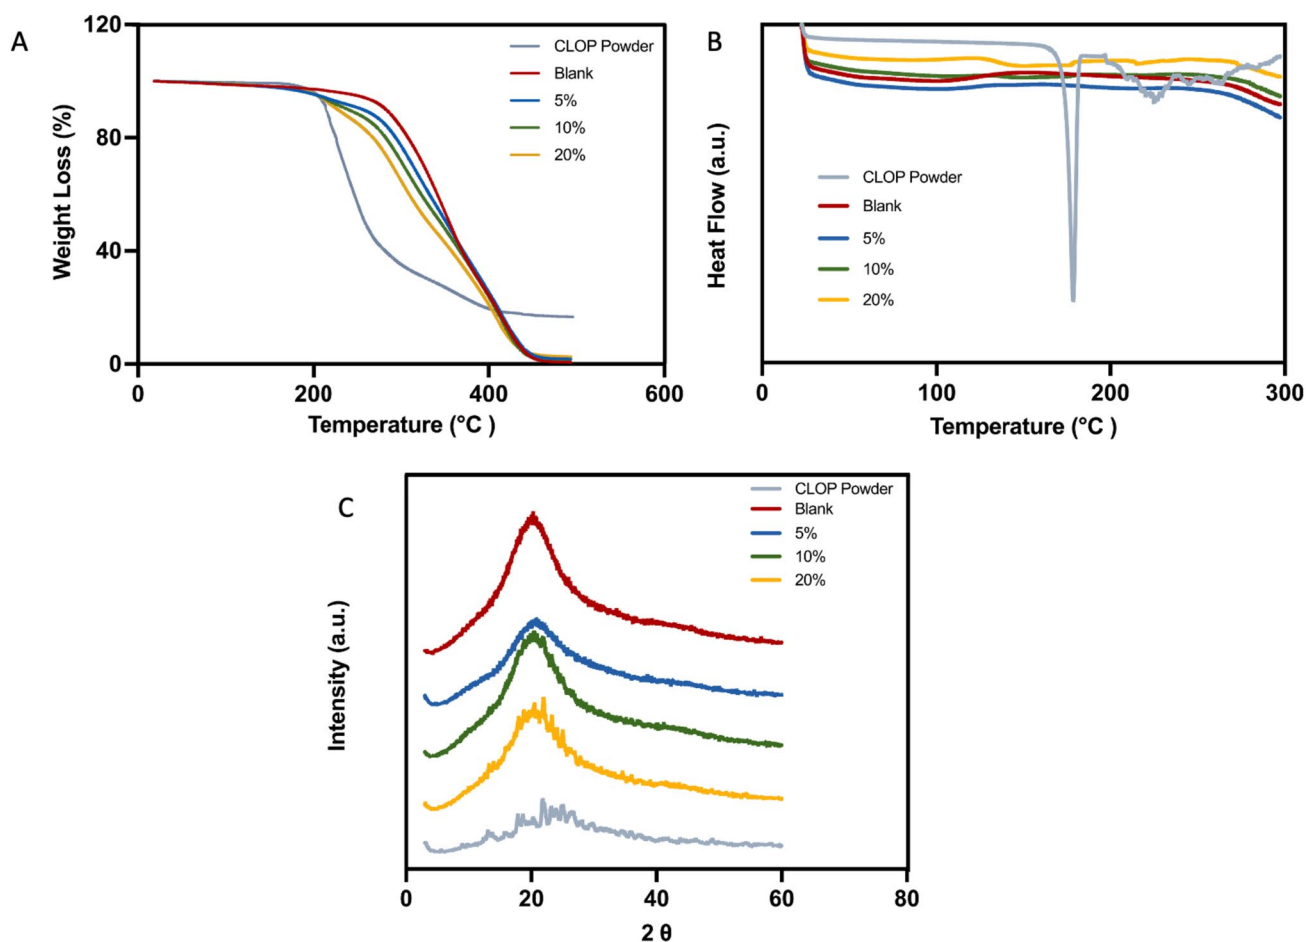 A
120
80
40
0
Weight Loss (%)
CLOP Powder
Blank
5%
10%
20%
0
200
400
600
Temperature (°C )
B
Heat Flow (a.u.)
CLOP Powder
Blank
5%
10%
20%
0
100
200
300
Temperature (°C )
C
Intensity (a.u.)
CLOP Powder
Blank
5%
10%
20%
0
20
40
60
80
2 θ